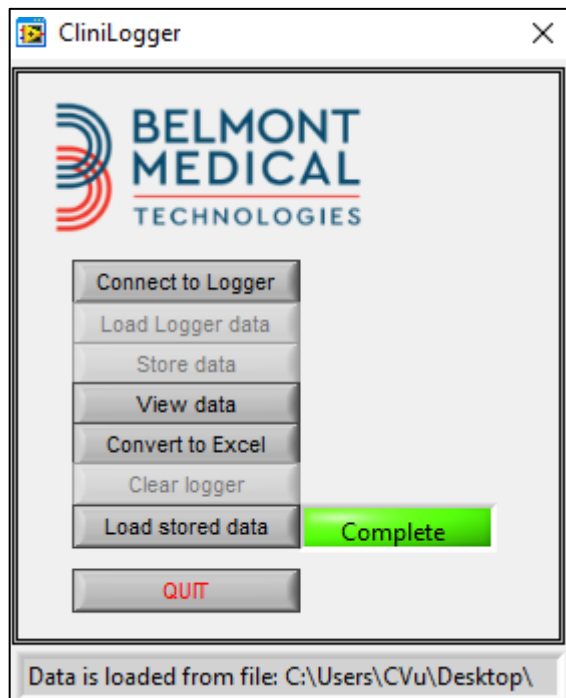 CliniLogger
BELMONT
MEDICAL
TECHNOLOGIES
Connect to Logger
Load Logger data
Store data
View data
Convert to Excel
Clear logger
Load stored data
Complete
QUIT
Data is loaded from file: C:\Users\CVu\Desktop\